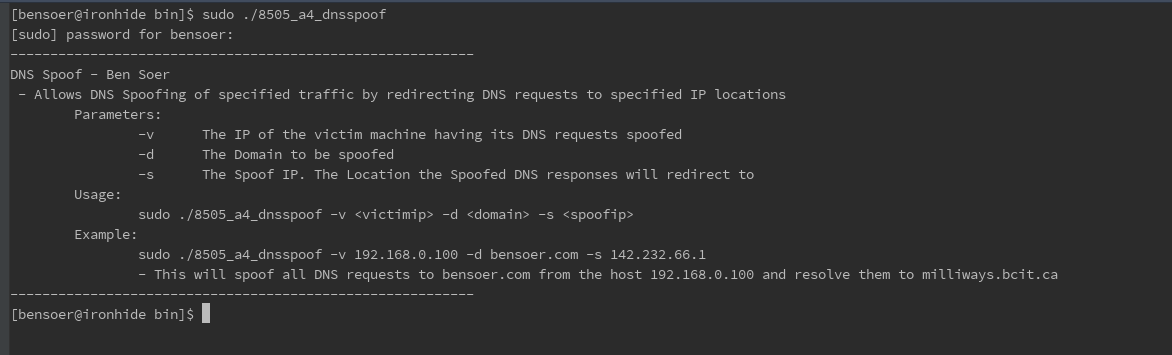 [bensoer@ironhide bin]$ sudo ./8505_a4_dnsspoof
[sudo] password for bensoer:
----------------------------------------------------------
DNS Spoof - Ben Soer
 - Allows DNS Spoofing of specified traffic by redirecting DNS requests to specified IP locations
        Parameters:
                -v      The IP of the victim machine having its DNS requests spoofed
                -d      The Domain to be spoofed
                -s      The Spoof IP. The Location the Spoofed DNS responses will redirect to
        Usage:
                sudo ./8505_a4_dnsspoof -v <victimip> -d <domain> -s <spoofip>
        Example:
                sudo ./8505_a4_dnsspoof -v 192.168.0.100 -d bensoer.com -s 142.232.66.1
                - This will spoof all DNS requests to bensoer.com from the host 192.168.0.100 and resolve them to milliways.bcit.ca
----------------------------------------------------------
[bensoer@ironhide bin]$